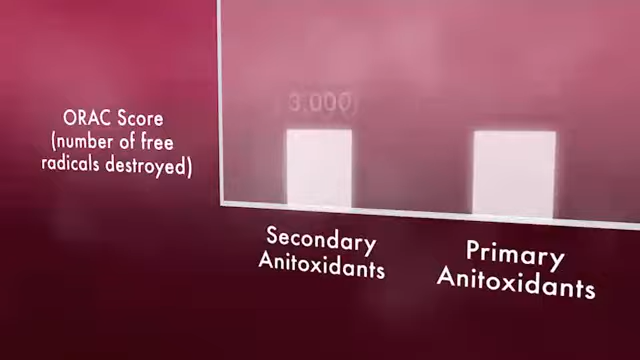 3,000
ORAC Score
(number of free
radicals destroyed)
Secondary
Anitoxidants
Primary
Anitoxidants